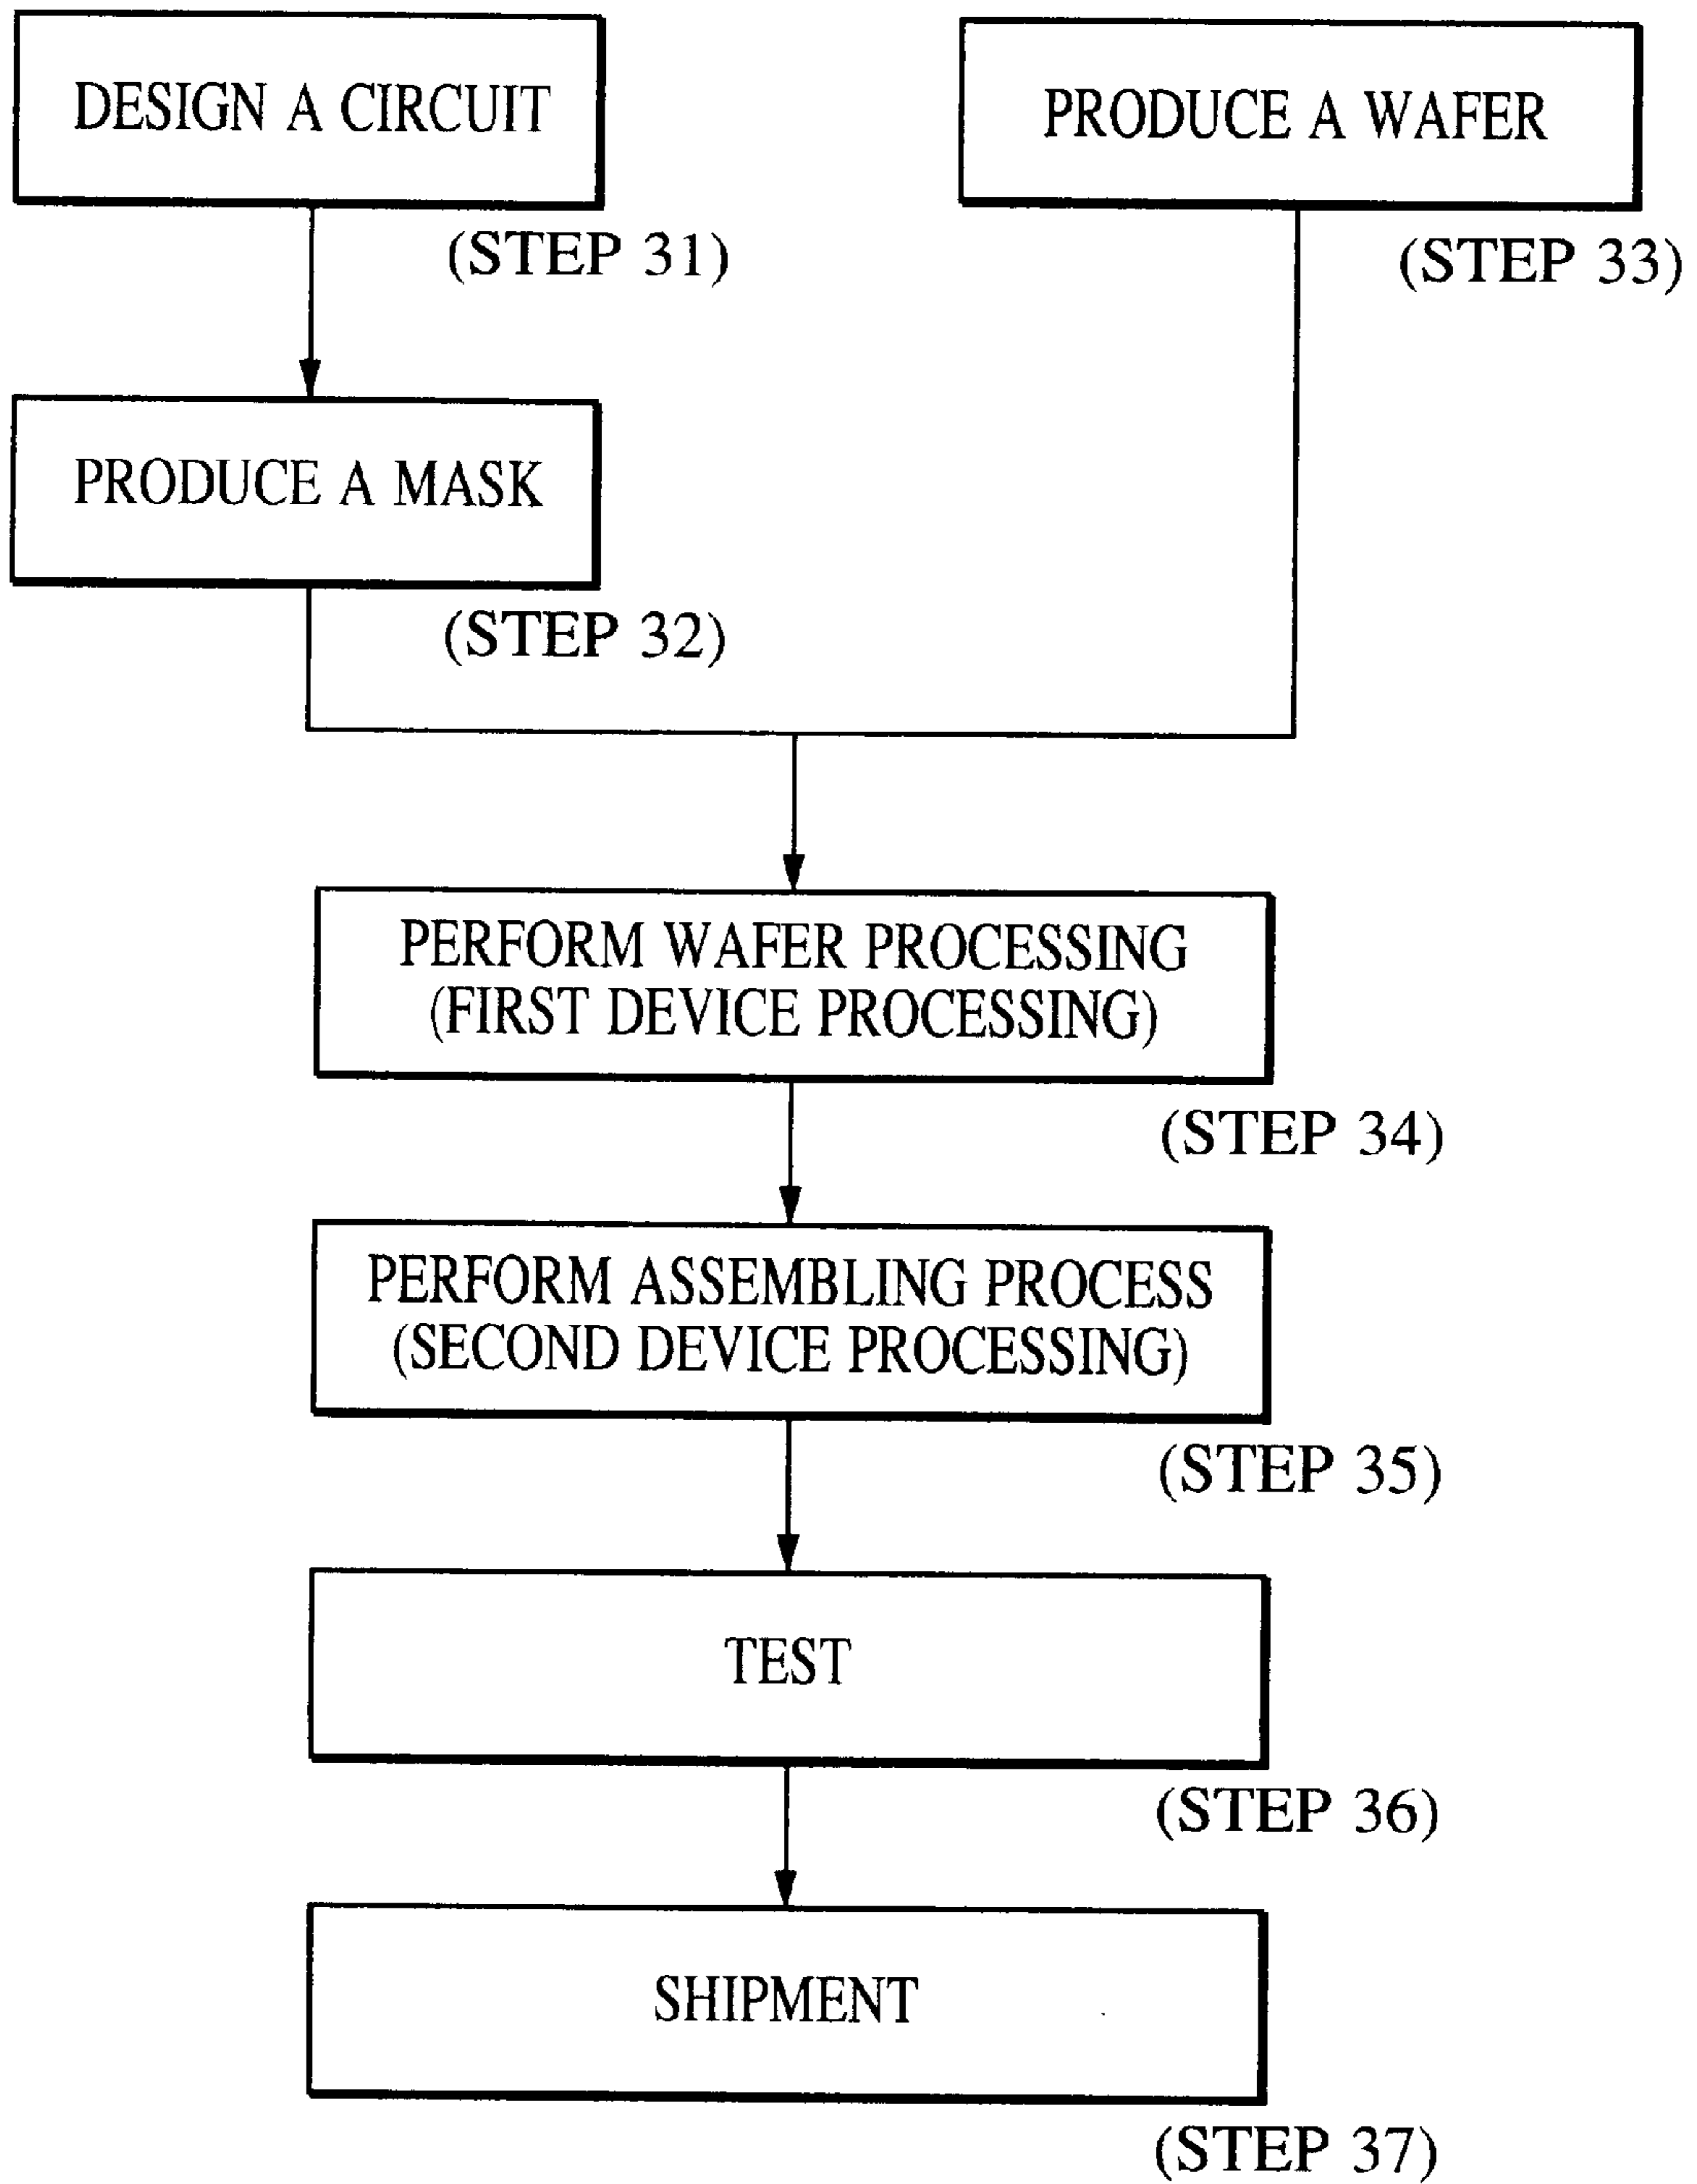 DESIGN A CIRCUIT
(STEP 31)
PRODUCE A WAFER
(STEP 33)
PRODUCE A MASK
(STEP 32)
PERFORM WAFER PROCESSING
(FIRST DEVICE PROCESSING)
(STEP 34)
PERFORM ASSEMBLING PROCESS
(SECOND DEVICE PROCESSING)
(STEP 35)
TEST
(STEP 36)
SHIPMENT
(STEP 37)